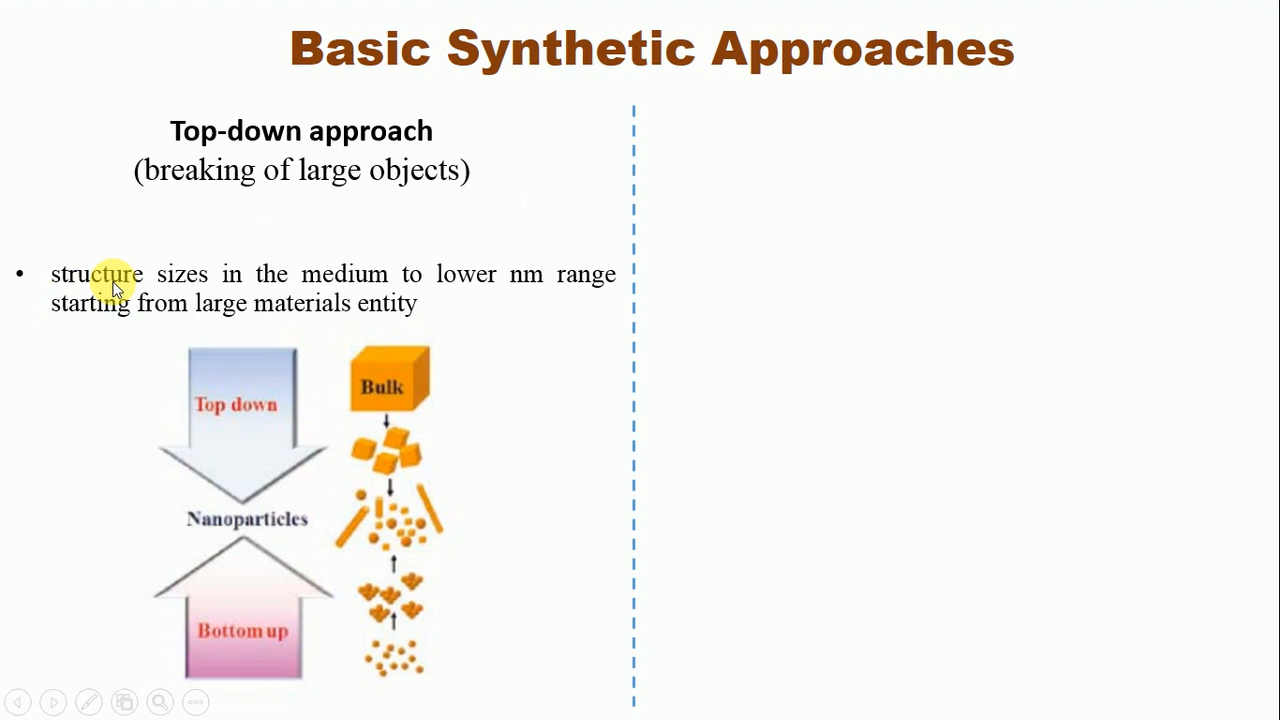 Basic Synthetic Approaches
Top-down approach
(breaking of large objects)
• structure sizes in the medium to lower nm range
starting from large materials entity
Top down
Bulk
Nanoparticles
Bottom up